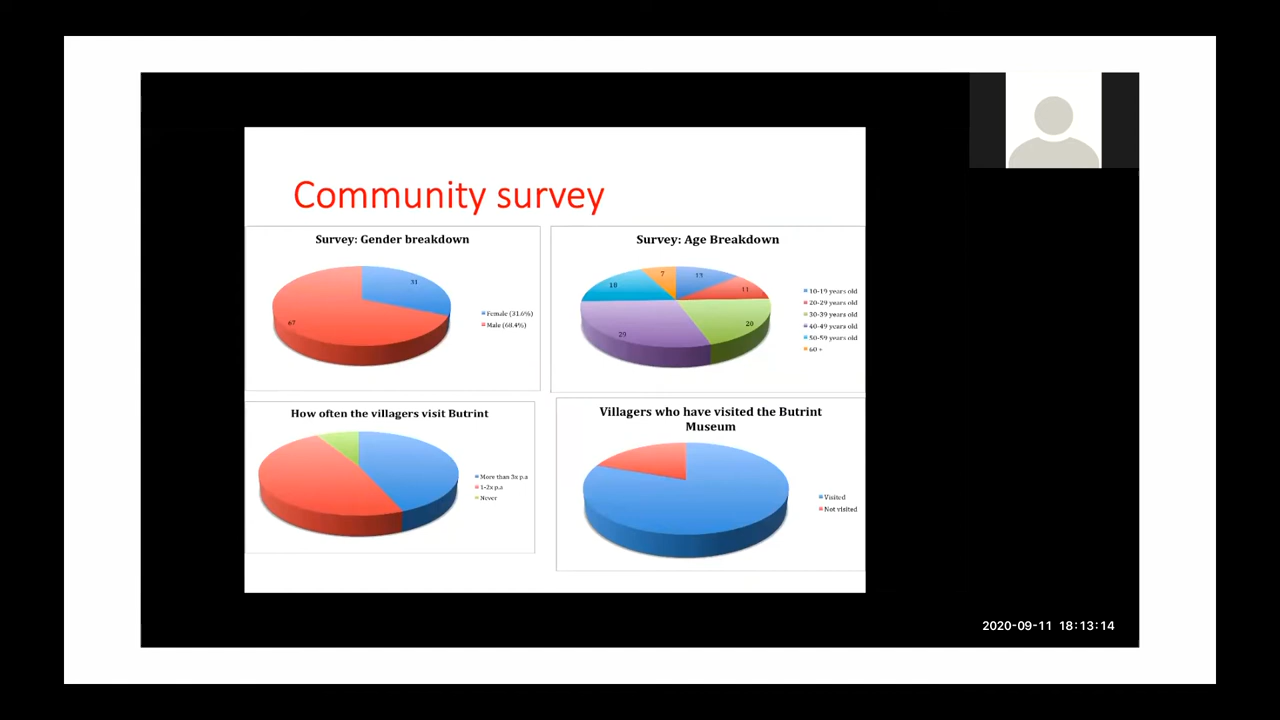 Community survey
Survey: Gender breakdown
31
67
Female (31.6%)
Male (68.4%)
Survey: Age Breakdown
7
11
20
29
10-19 years old
20-29 years old
30-39 years old
40-49 years old
50-59 years old
60 +
How often the villagers visit Butrint
More than 3x p.a
1-2x p.a
Never
Villagers who have visited the Butrint
Museum
Visited
Not visited
2020-09-11 18:13:14